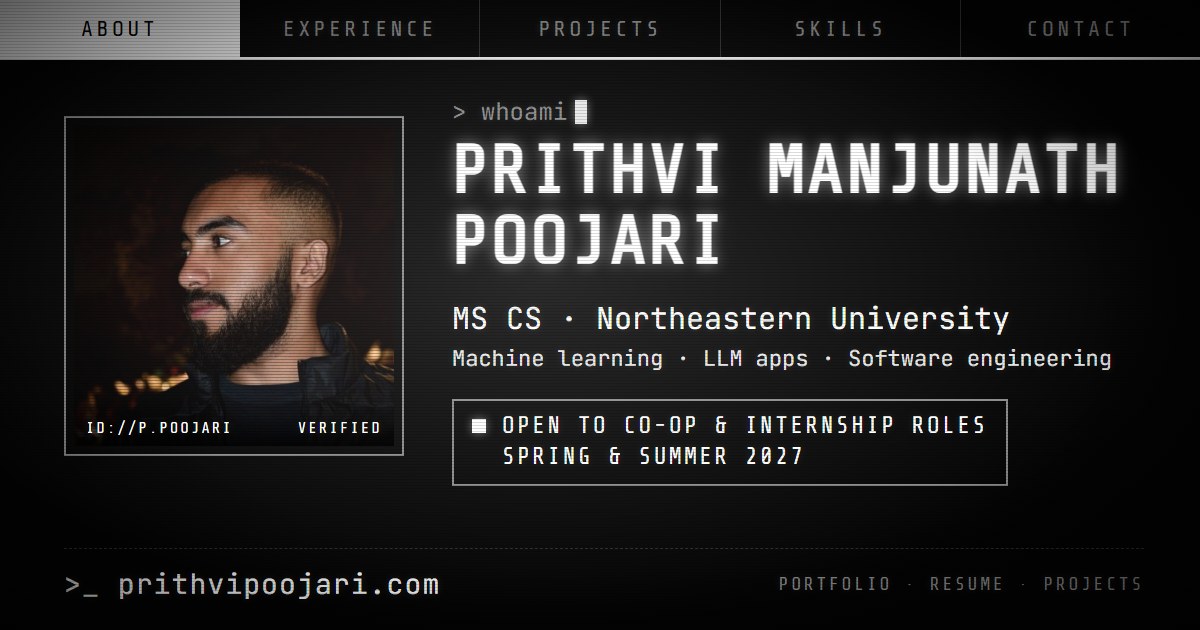 ABOUT
EXPERIENCE
PROJECTS
SKILLS
CONTACT
> whoami
PRITHVI MANJUNATH
POOJARI
MS CS · Northeastern University
Machine learning · LLM apps · Software engineering
OPEN TO CO-OP & INTERNSHIP ROLES
SPRING & SUMMER 2027
ID://P.POOJARI
VERIFIED
>_ prithvipoojari.com
PORTFOLIO · RESUME · PROJECTS